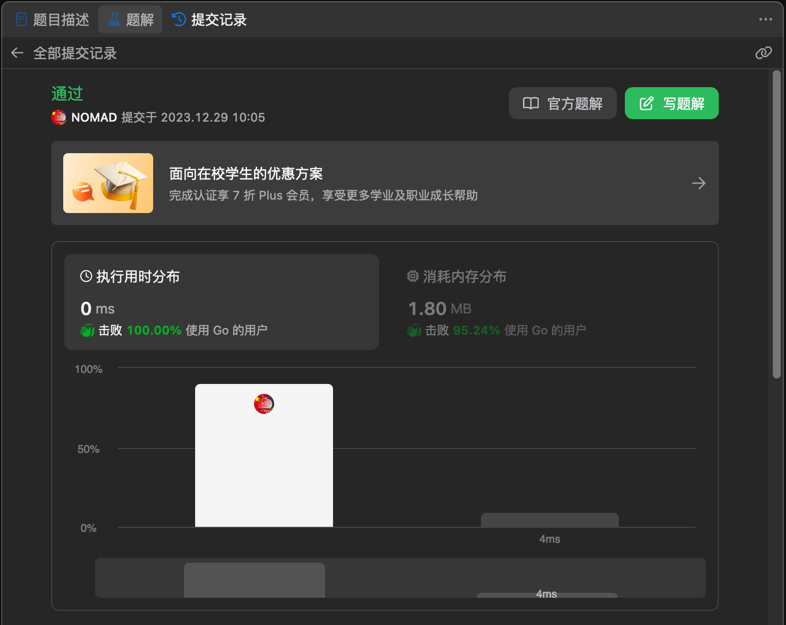 题目描述 题解 提交记录
全部提交记录
通过
NOMAD 提交于 2023.12.29 10:05
官方题解 写题解
面向在校学生的优惠方案
完成认证享 7 折 Plus 会员，享受更多学业及职业成长帮助
执行用时分布 消耗内存分布
0 ms 1.80 MB
击败 100.00% 使用 Go 的用户 击败 95.24% 使用 Go 的用户
100%
50%
0%
4ms
4ms